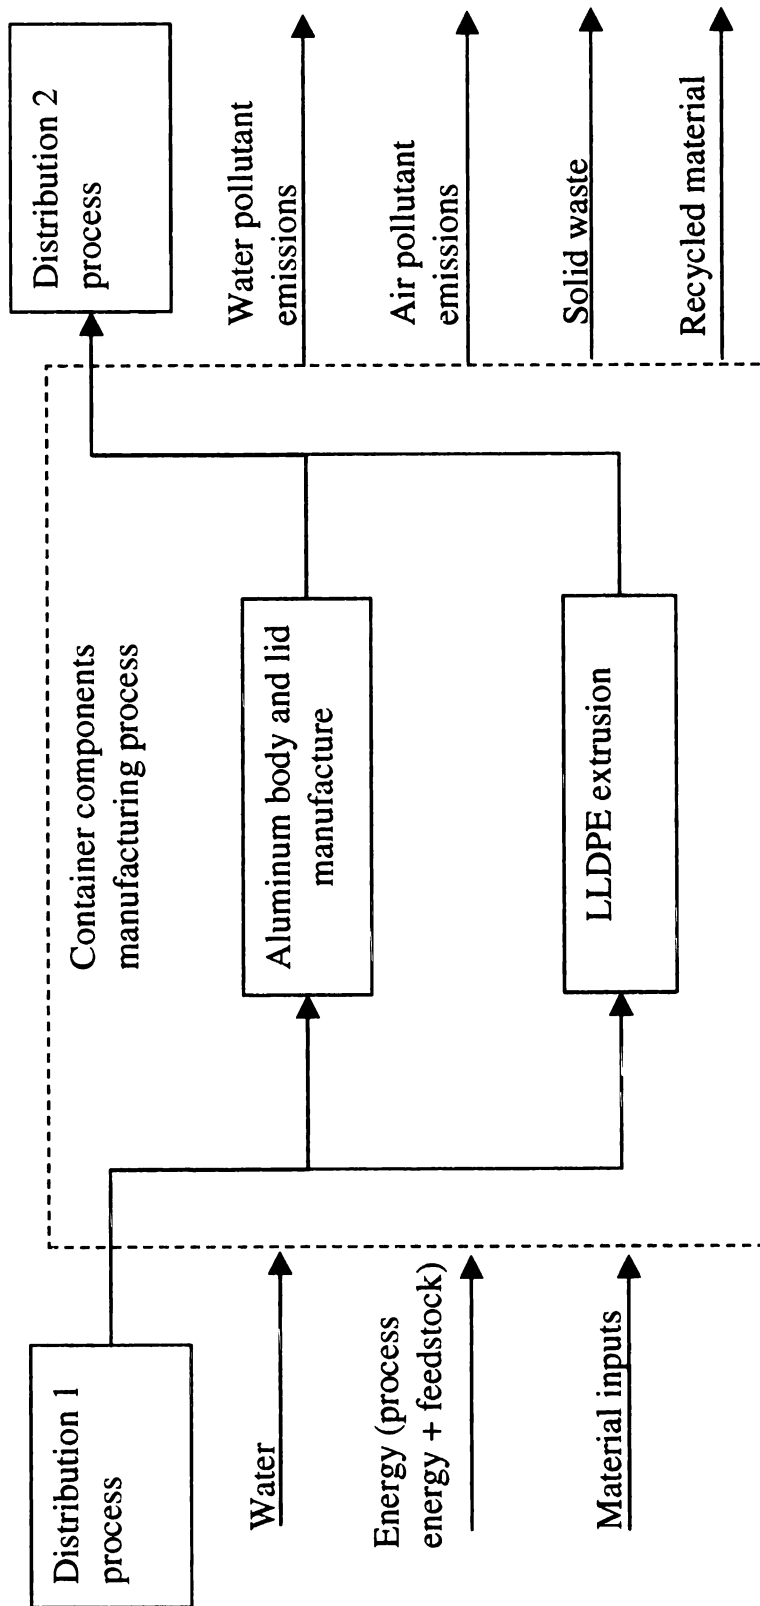 Distribution 1
process
Water
Energy (process
energy + feedstock)
Material inputs
Container components
manufacturing process
Aluminum body and lid
manufacture
LLDPE extrusion
Distribution 2
process
Water pollutant
emissions
Air pollutant
emissions
Solid waste
Recycled material